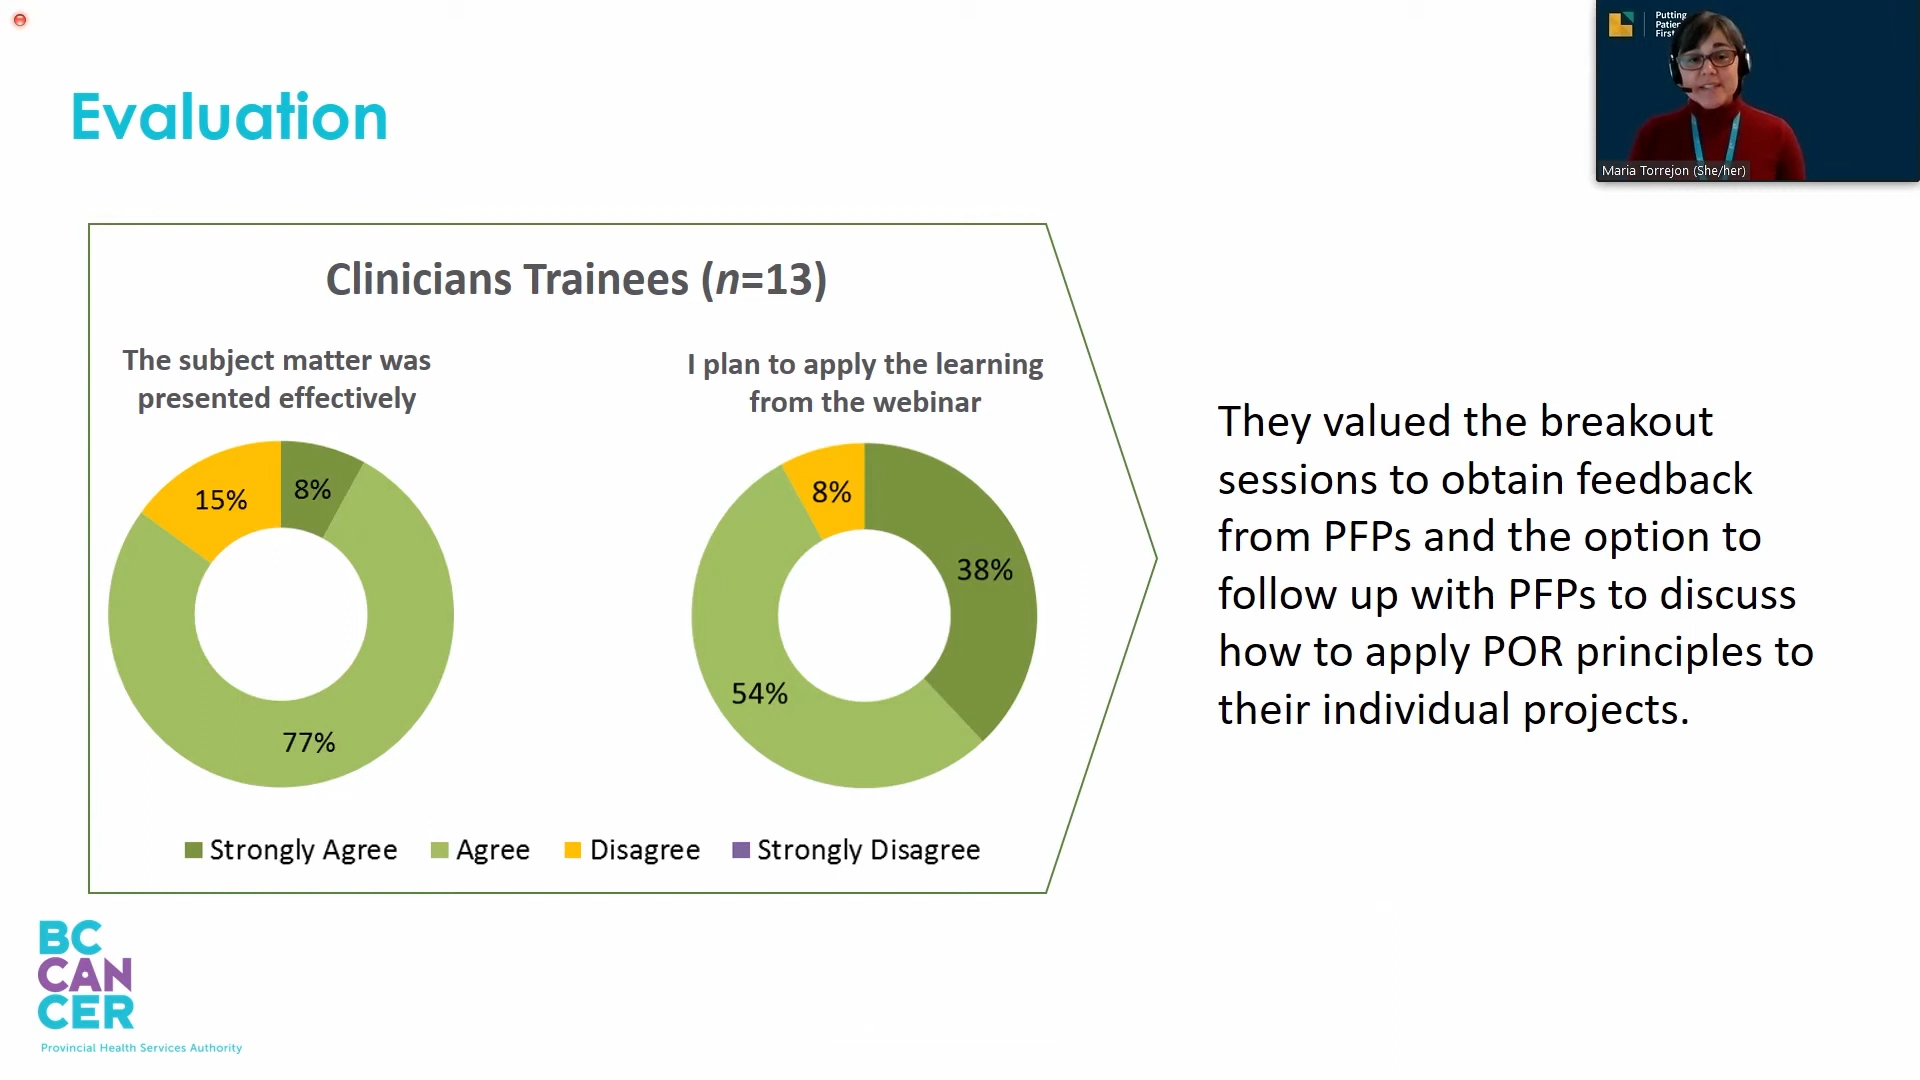 Evaluation
Putting
Patie
First
Maria Torrejon (She/her)
Clinicians Trainees (n=13)
The subject matter was
presented effectively
15%
8%
77%
I plan to apply the learning
from the webinar
8%
38%
54%
Strongly Agree
Agree
Disagree
Strongly Disagree
They valued the breakout
sessions to obtain feedback
from PFPs and the option to
follow up with PFPs to discuss
how to apply POR principles to
their individual projects.
BC
CAN
CER
Provincial Health Services Authority